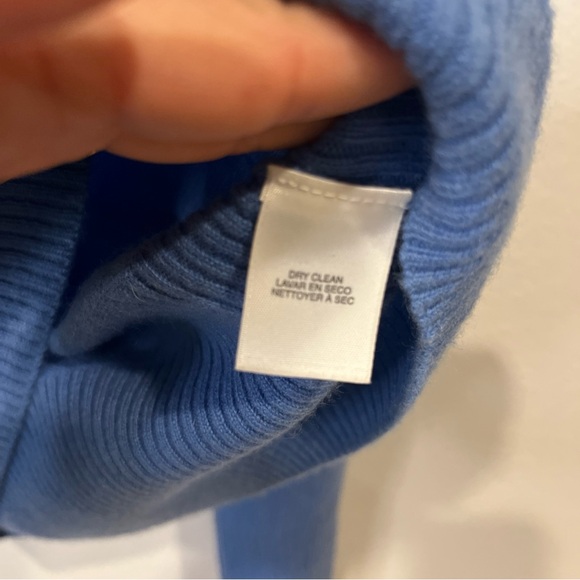 DRY CLEAN
LAVAR EN SECO
NETTOYER À SEC